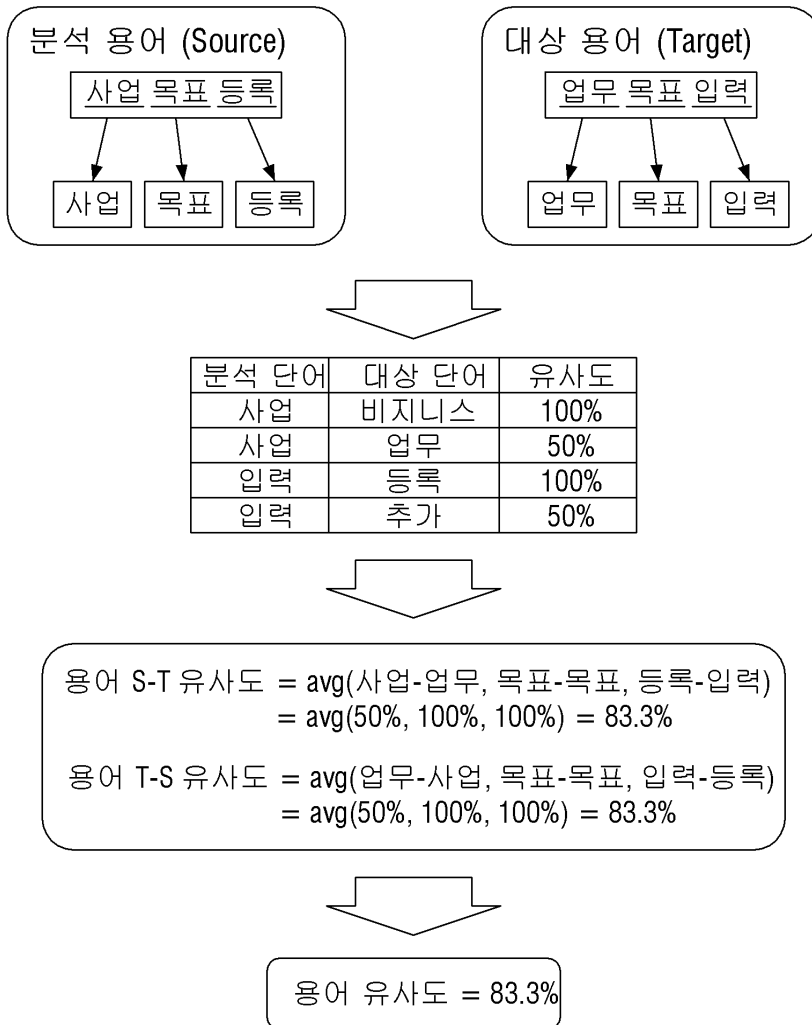 분석 용어 (Source)
사업 목표 등록
사업 목표 등록
대상 용어 (Target)
업무 목표 입력
업무 목표 입력
분석 단어 대상 단어 유사도
사업 비지니스 100%
사업 업무 50%
입력 등록 100%
입력 추가 50%
용어 S-T 유사도 = avg(사업-업무, 목표-목표, 등록-입력)
= avg(50%, 100%, 100%) = 83.3%
용어 T-S 유사도 = avg(업무-사업, 목표-목표, 입력-등록)
= avg(50%, 100%, 100%) = 83.3%
용어 유사도 = 83.3%